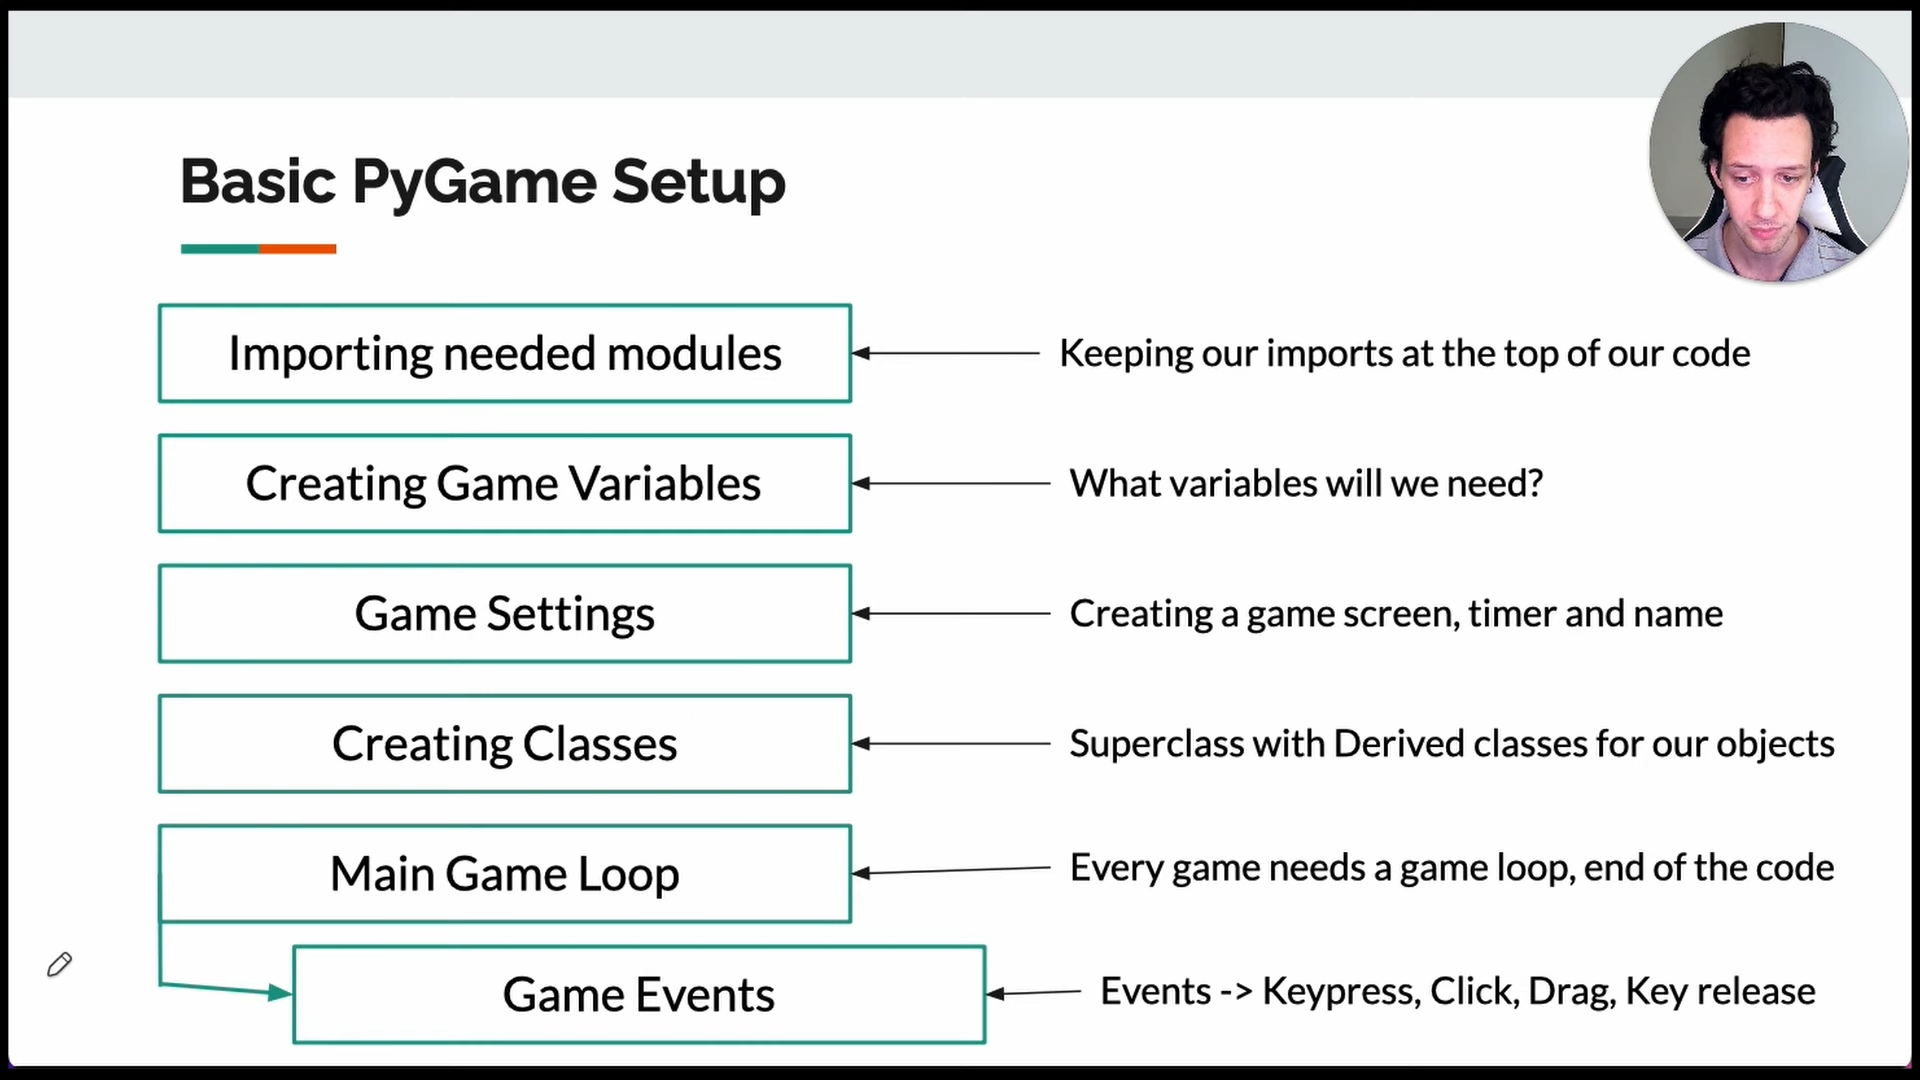 Basic PyGame Setup
Importing needed modules
Keeping our imports at the top of our code
Creating Game Variables
What variables will we need?
Game Settings
Creating a game screen, timer and name
Creating Classes
Superclass with Derived classes for our objects
Main Game Loop
Every game needs a game loop, end of the code
Game Events
Events -> Keypress, Click, Drag, Key release